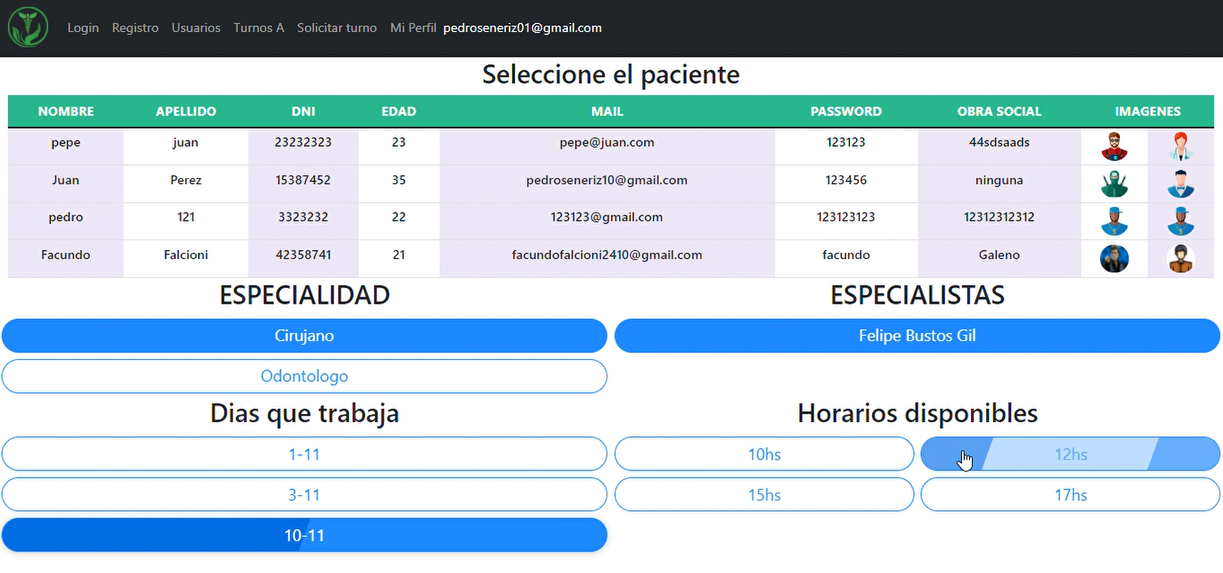 Login Registro Usuarios Turnos A Solicitar turno Mi Perfil pedroseneriz01@gmail.com
Seleccione el paciente
NOMBRE APELLIDO DNI EDAD MAIL PASSWORD OBRA SOCIAL IMAGENES
pepe juan 23232323 23 pepe@juan.com 123123 44sdsaads
Juan Perez 15387452 35 pedroseneriz10@gmail.com 123456 ninguna
pedro 121 3323232 22 123123@gmail.com 123123123 12312312312
Facundo Falcioni 42358741 21 facundofalcioni2410@gmail.com facundo Galeno
ESPECIALIDAD ESPECIALISTAS
Cirujano Felipe Bustos Gil
Odontologo
Dias que trabaja Horarios disponibles
1-11 10hs 12hs
3-11 15hs 17hs
10-11